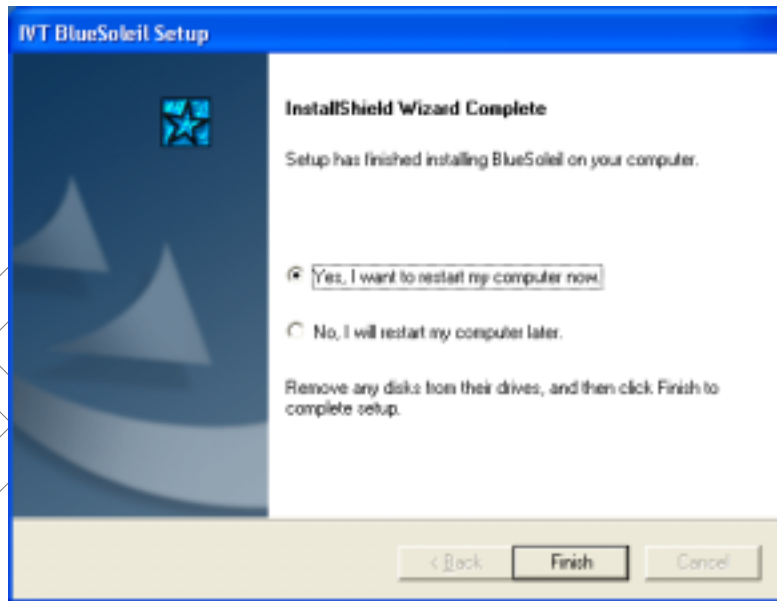 IVT BlueSoleil Setup
InstallShield Wizard Complete
Setup has finished installing BlueSoleil on your computer.
Yes, I want to restart my computer now.
No, I will restart my computer later.
Remove any disks from their drives, and then click Finish to
complete setup.
< Back Finish Cancel